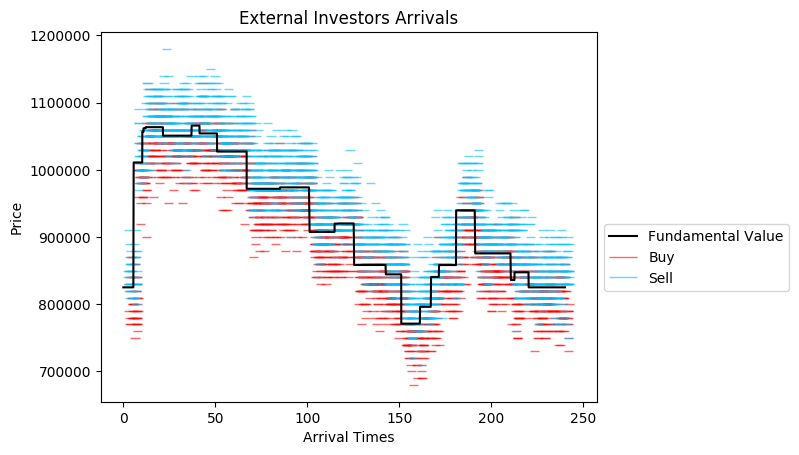 External Investors Arrivals
Price
1200000
1100000
1000000
900000
800000
700000
0 50 100 150 200 250
Arrival Times
Fundamental Value
Buy
Sell